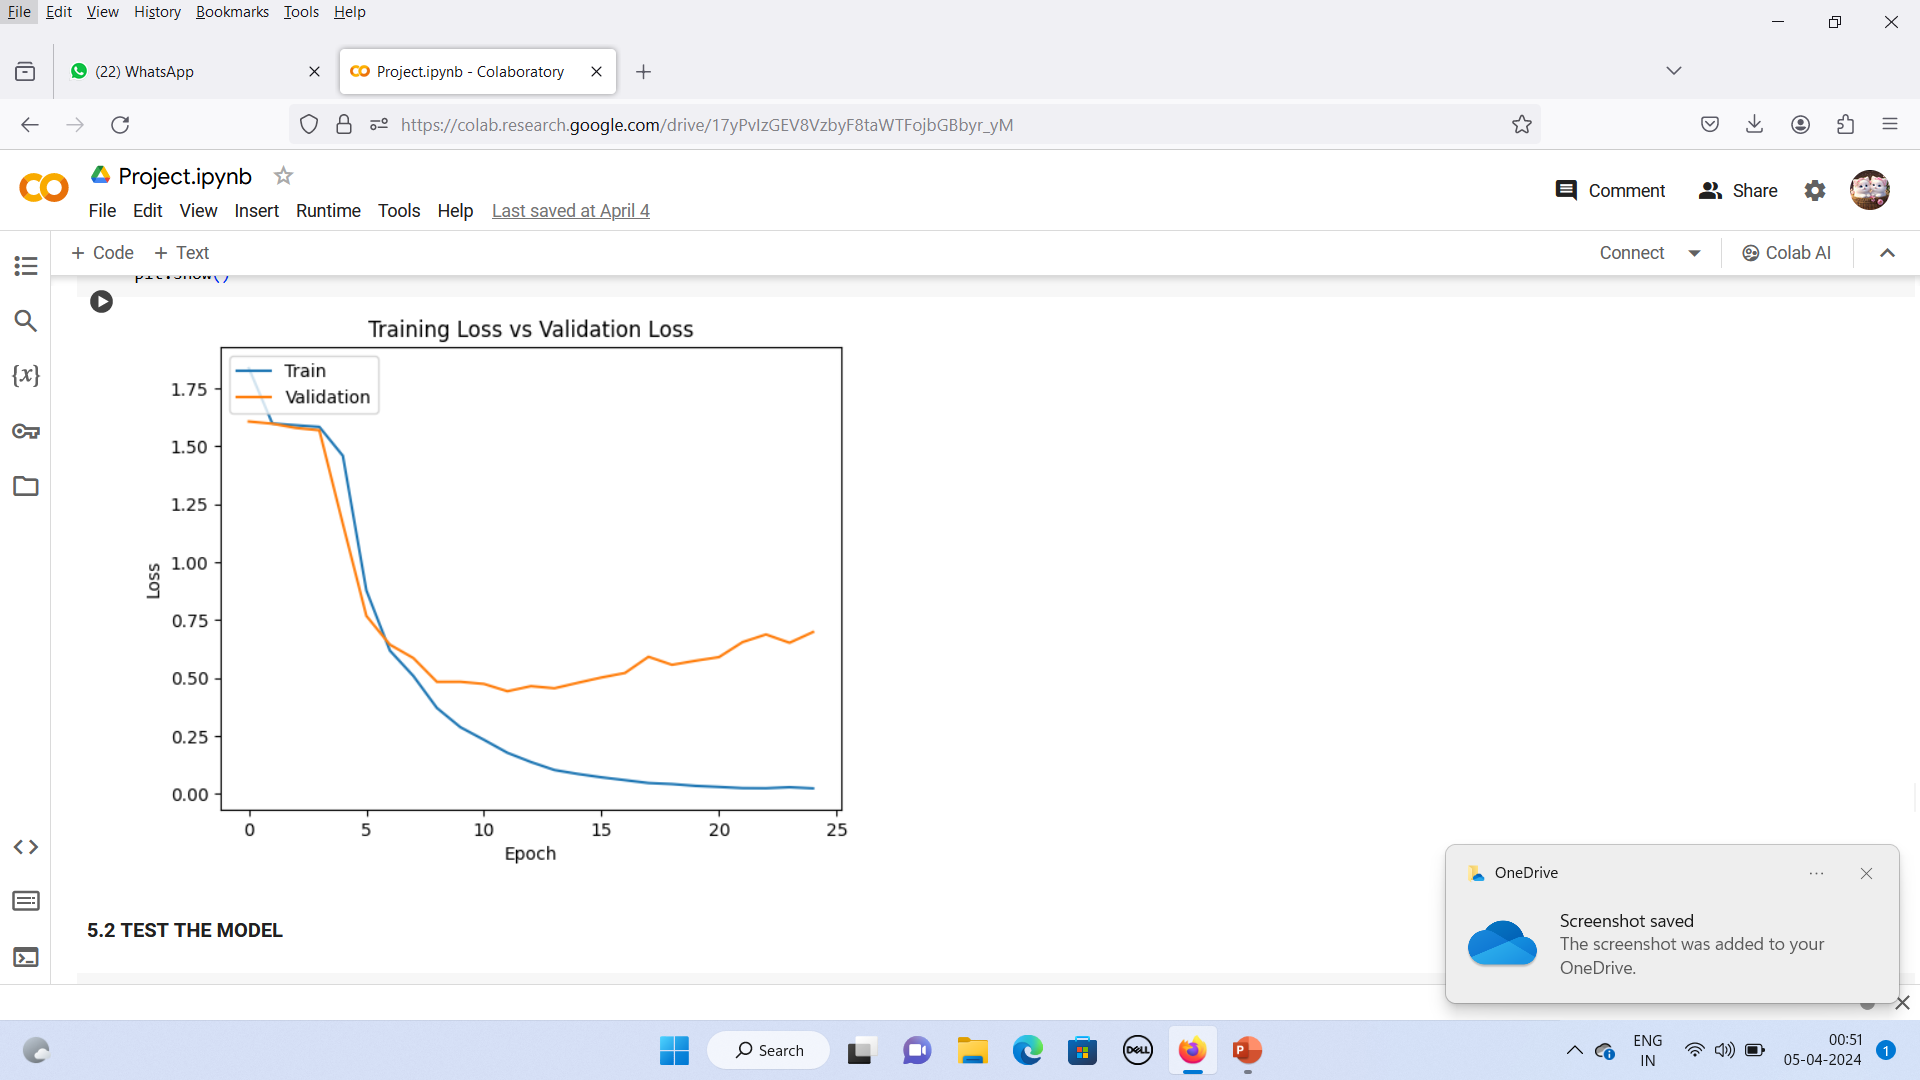 File Edit View History Bookmarks Tools Help
(22) WhatsApp
Project.ipynb - Colaboratory
https://colab.research.google.com/drive/17yPvIzGEV8VzbyF8taWTFojbGBbyr_yM
Project.ipynb
Comment Share
File Edit View Insert Runtime Tools Help Last saved at April 4
+ Code + Text
Connect Colab AI
plt.show()
{x}
Training Loss vs Validation Loss
Train
Validation
1.75
1.50
1.25
1.00
0.75
0.50
0.25
0.00
Loss
0 5 10 15 20 25
Epoch
5.2 TEST THE MODEL
OneDrive
Screenshot saved
The screenshot was added to your
OneDrive.
Search
DELL
P
ENG
IN
00:51
05-04-2024
1